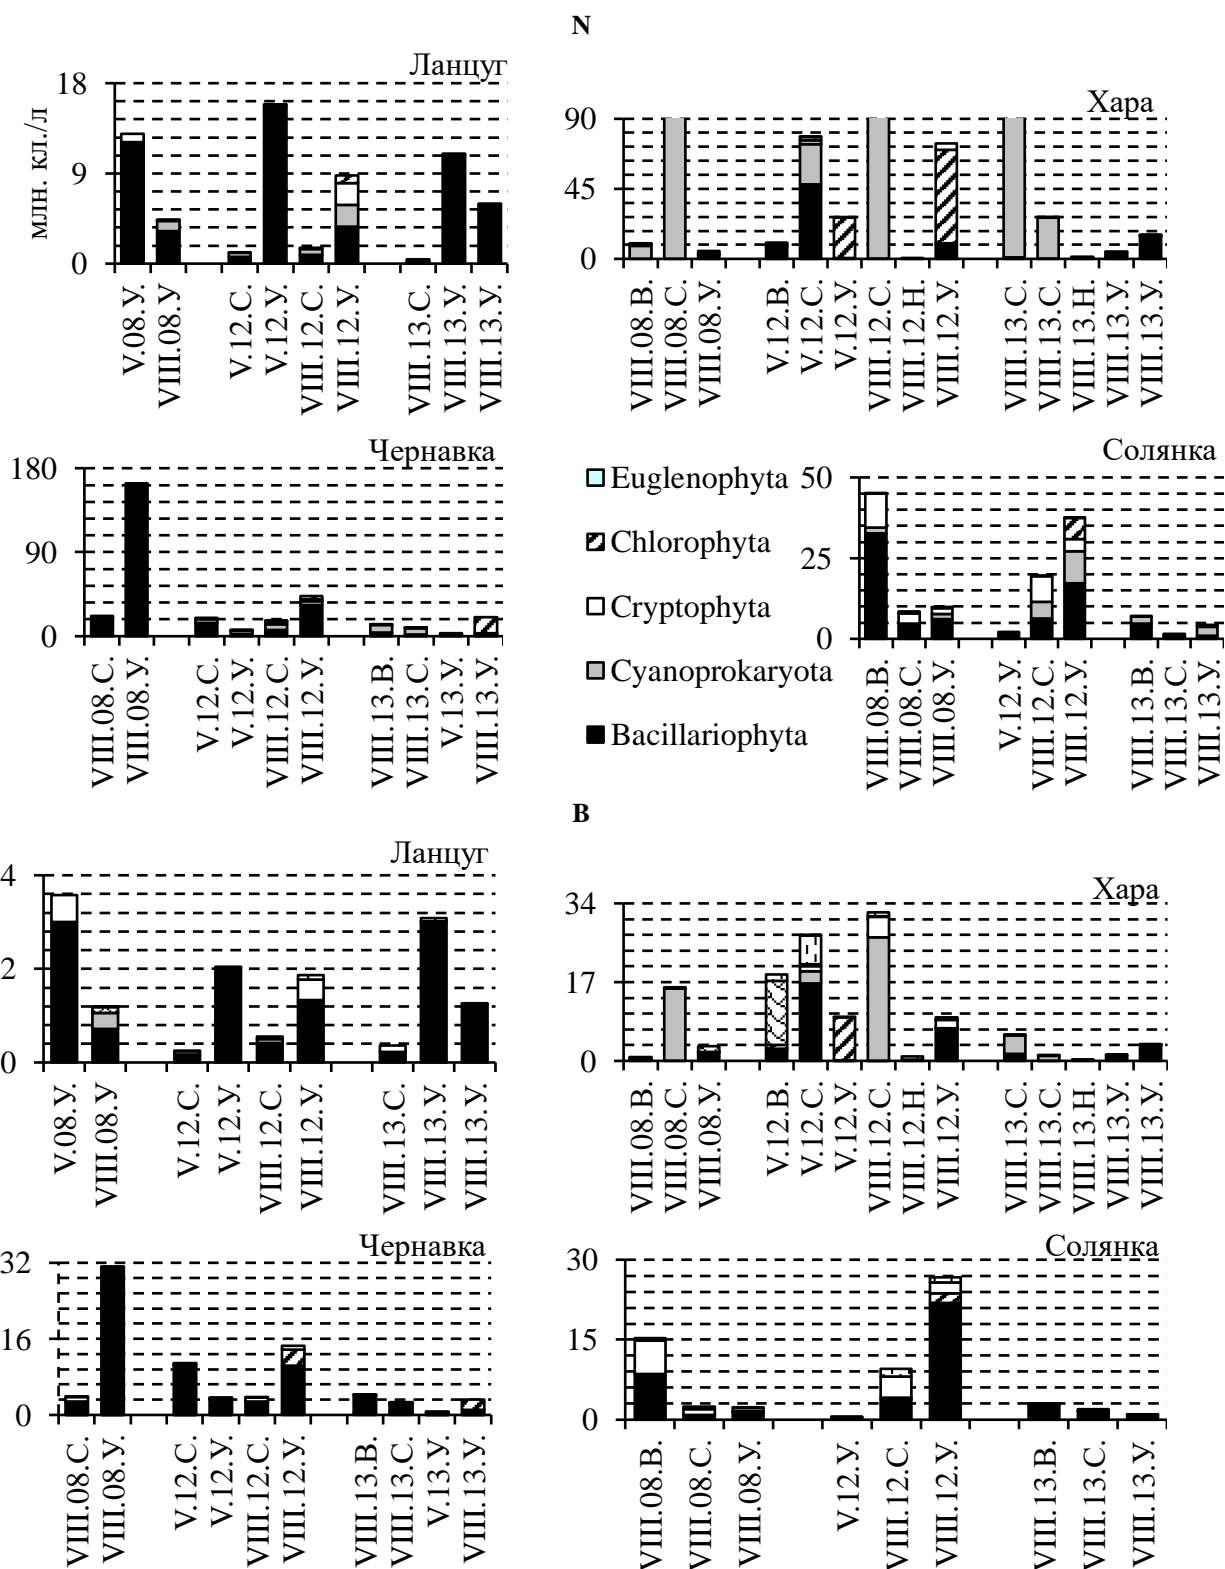 N
Ланцуг
млн. кл./л
18
9
0
V.08.У.
VIII.08.У
V.12.С.
V.12.У.
VIII.12.С.
VIII.12.У.
VIII.13.С.
VIII.13.У.
VIII.13.У.
Хара
90
45
0
VIII.08.В.
VIII.08.С.
VIII.08.У.
V.12.В.
V.12.С.
V.12.У
VIII.12.С.
VIII.12.Н.
VIII.12.У.
VIII.13.С.
VIII.13.С.
VIII.13.Н.
VIII.13.У.
VIII.13.У.
Чернавка
180
90
0
VIII.08.С.
VIII.08.У.
V.12.С.
V.12.У.
VIII.12.С.
VIII.12.У.
VIII.13.В.
VIII.13.С.
V.13.У.
VIII.13.У.
Euglenophyta
Chlorophyta
Cryptophyta
Cyanoprokaryota
Bacillariophyta
Солянка
50
25
0
VIII.08.В.
VIII.08.С.
VIII.08.У.
V.12.У.
VIII.12.С.
VIII.12.У.
VIII.13.В.
VIII.13.С.
VIII.13.У.
B
Ланцуг
4
2
0
V.08.У.
VIII.08.У
V.12.С.
V.12.У.
VIII.12.С.
VIII.12.У.
VIII.13.С.
VIII.13.У.
VIII.13.У.
Хара
34
17
0
VIII.08.В.
VIII.08.С.
VIII.08.У.
V.12.В.
V.12.С.
V.12.У
VIII.12.С.
VIII.12.Н.
VIII.12.У.
VIII.13.С.
VIII.13.С.
VIII.13.Н.
VIII.13.У.
VIII.13.У.
Чернавка
32
16
0
VIII.08.С.
VIII.08.У.
V.12.С.
V.12.У.
VIII.12.С.
VIII.12.У.
VIII.13.В.
VIII.13.С.
V.13.У.
VIII.13.У.
Солянка
30
15
0
VIII.08.В.
VIII.08.С.
VIII.08.У.
V.12.У.
VIII.12.С.
VIII.12.У.
VIII.13.В.
VIII.13.С.
VIII.13.У.